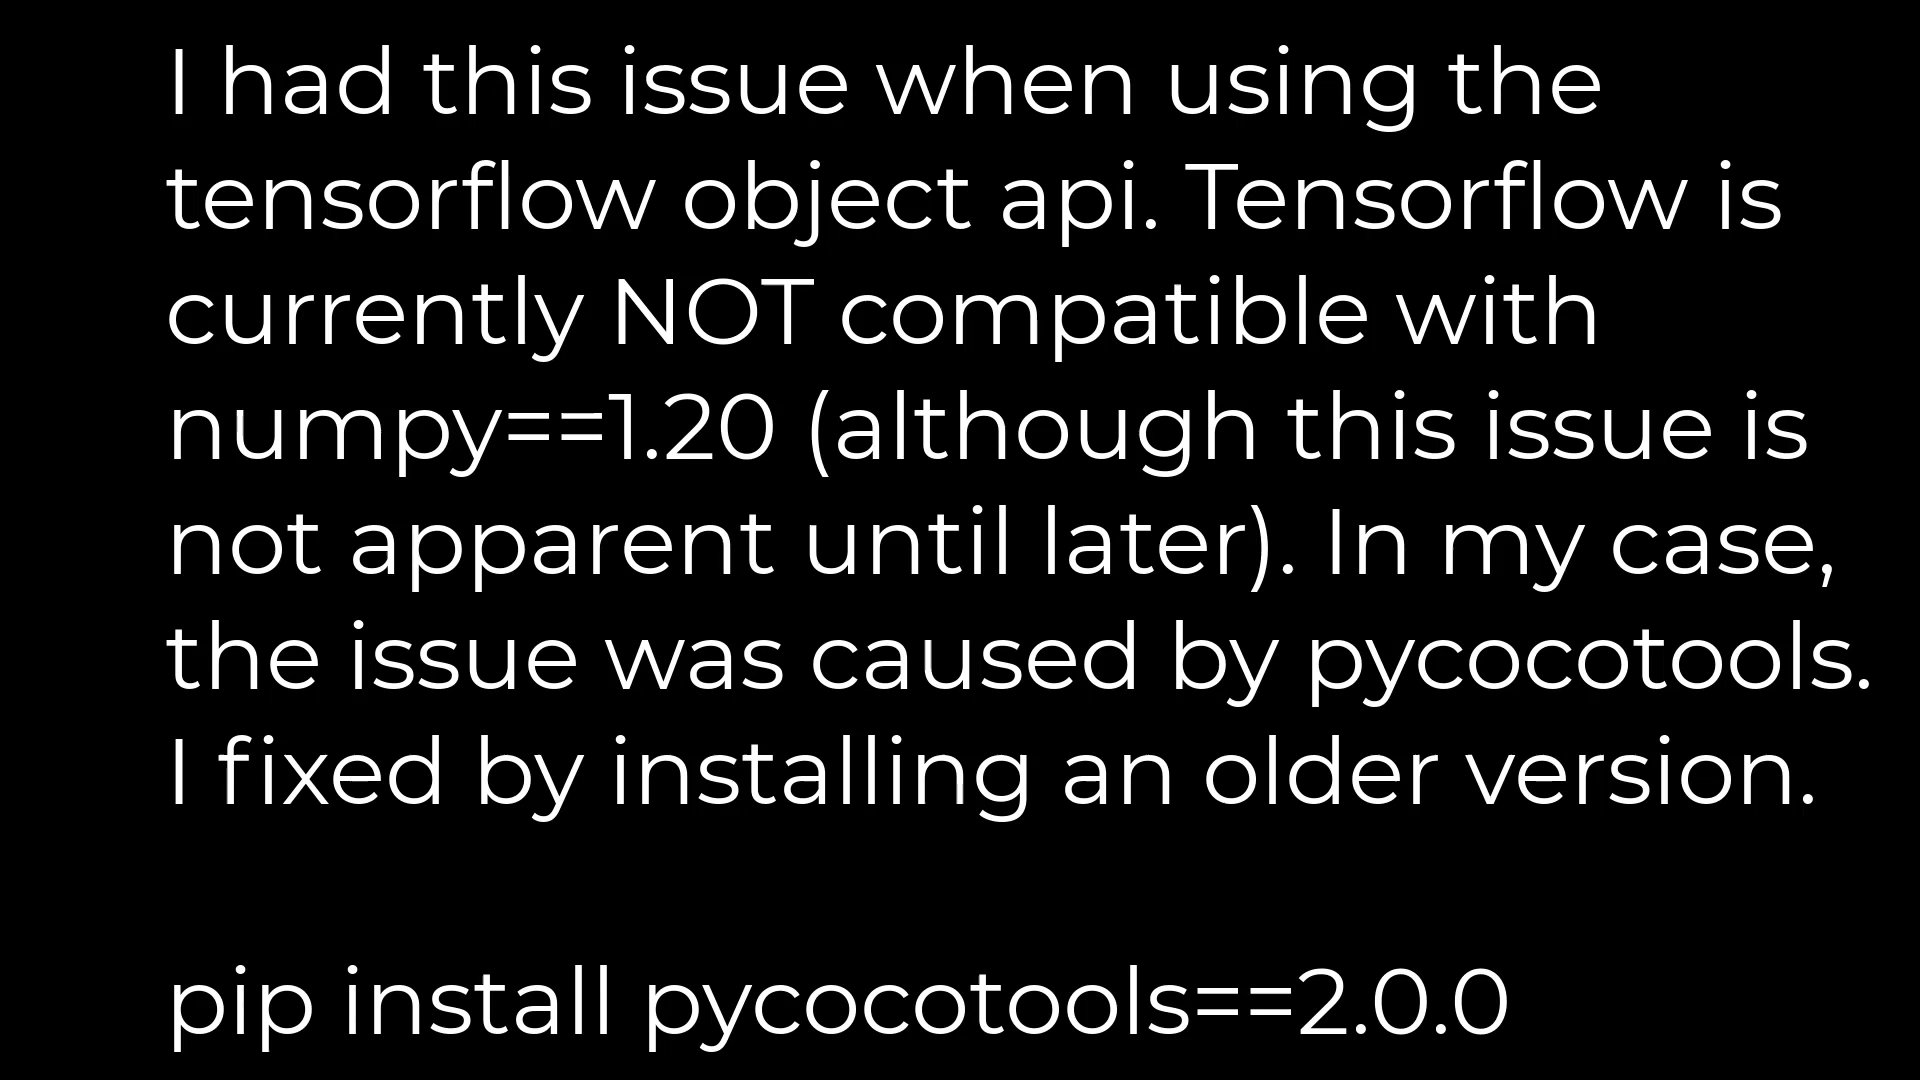 I had this issue when using the
tensorflow object api. Tensorflow is
currently NOT compatible with
numpy==1.20 (although this issue is
not apparent until later). In my case,
the issue was caused by pycocotools.
I fixed by installing an older version.
pip install pycocotools==2.0.0